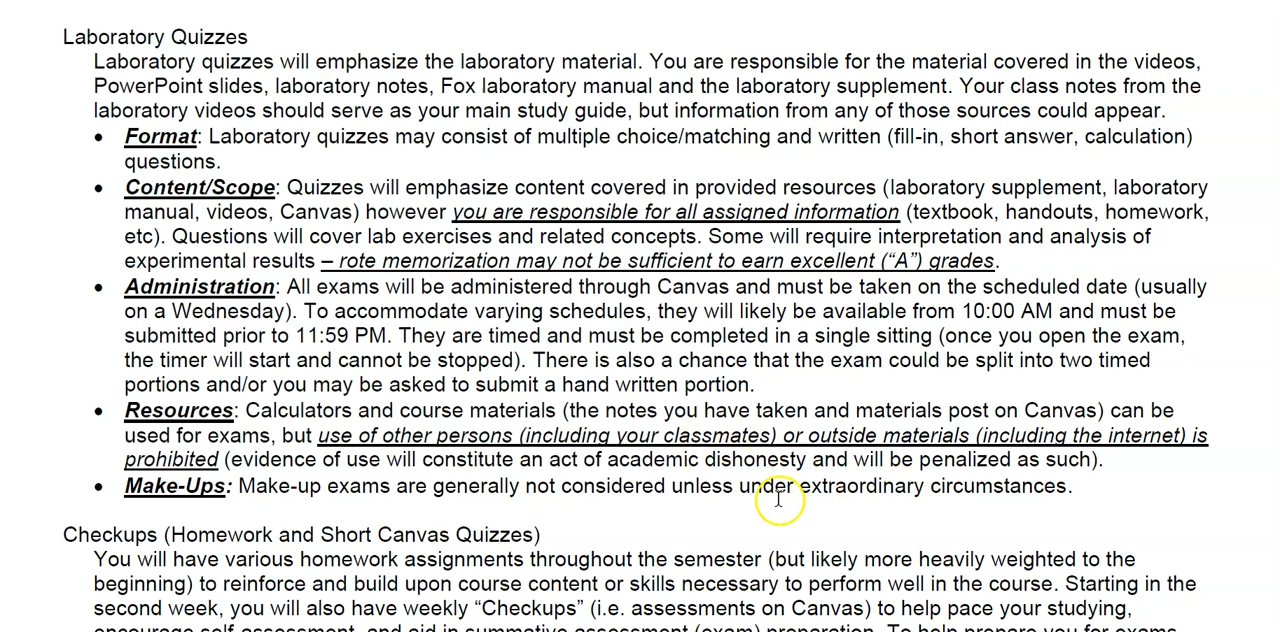 Laboratory Quizzes
Laboratory quizzes will emphasize the laboratory material. You are responsible for the material covered in the videos,
PowerPoint slides, laboratory notes, Fox laboratory manual and the laboratory supplement. Your class notes from the
laboratory videos should serve as your main study guide, but information from any of those sources could appear.
• Format: Laboratory quizzes may consist of multiple choice/matching and written (fill-in, short answer, calculation)
questions.
• Content/Scope: Quizzes will emphasize content covered in provided resources (laboratory supplement, laboratory
manual, videos, Canvas) however you are responsible for all assigned information (textbook, handouts, homework,
etc). Questions will cover lab exercises and related concepts. Some will require interpretation and analysis of
experimental results – rote memorization may not be sufficient to earn excellent (“A”) grades.
• Administration: All exams will be administered through Canvas and must be taken on the scheduled date (usually
on a Wednesday). To accommodate varying schedules, they will likely be available from 10:00 AM and must be
submitted prior to 11:59 PM. They are timed and must be completed in a single sitting (once you open the exam,
the timer will start and cannot be stopped). There is also a chance that the exam could be split into two timed
portions and/or you may be asked to submit a hand written portion.
• Resources: Calculators and course materials (the notes you have taken and materials post on Canvas) can be
used for exams, but use of other persons (including your classmates) or outside materials (including the internet) is
prohibited (evidence of use will constitute an act of academic dishonesty and will be penalized as such).
• Make-Ups: Make-up exams are generally not considered unless under extraordinary circumstances.
Checkups (Homework and Short Canvas Quizzes)
You will have various homework assignments throughout the semester (but likely more heavily weighted to the
beginning) to reinforce and build upon course content or skills necessary to perform well in the course. Starting in the
second week, you will also have weekly “Checkups” (i.e. assessments on Canvas) to help pace your studying,
encourage self-assessment, and aid in summative assessment (exam) preparation. To help prepare you for exams